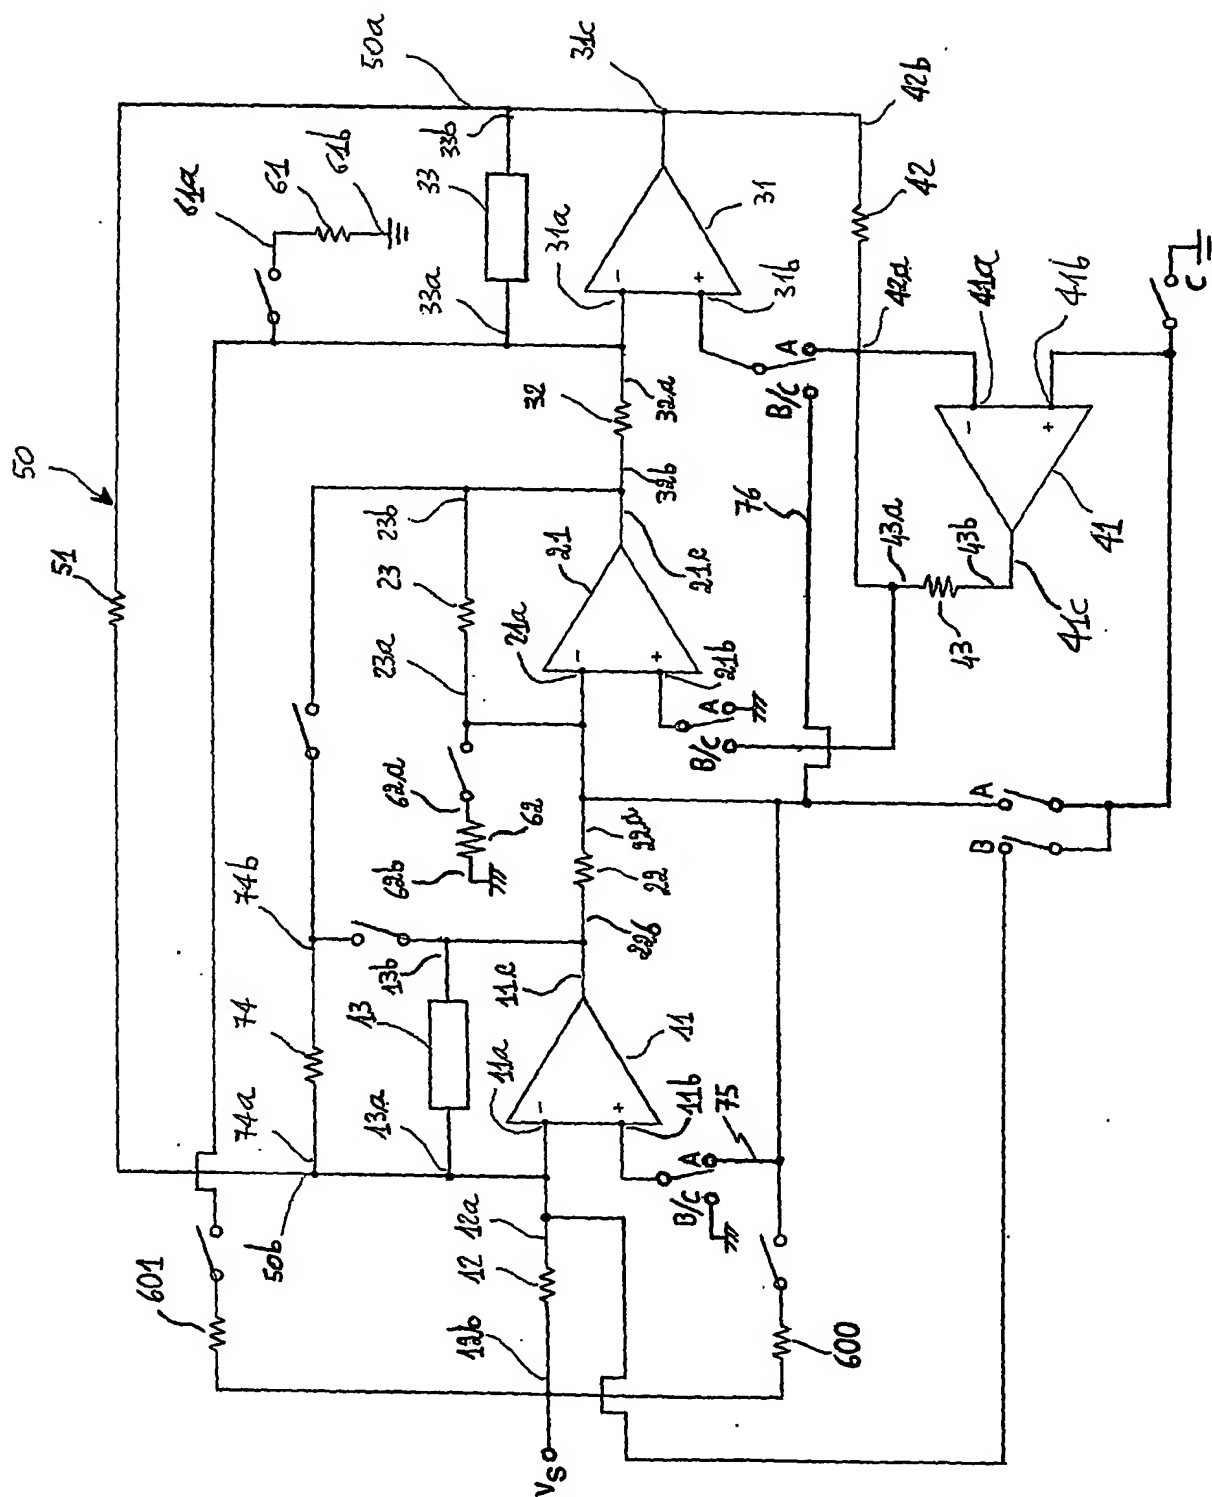 50
51
50a
31c
42b
61a
61
61b
33b
33
33a
31a
31
31b
42
42a
41a
41b
C
32
32a
32b
A
B/C
76
43a
43b
43
41
41c
23b
23
23a
21
21a
21c
21b
A
B/C
62a
62
62b
22a
22
22b
A
B
74b
74
74a
13b
13
13a
11c
11a
11
11b
75
A
B/C
50b
601
12a
12
12b
600
Vs
-
+
-
+
-
+
-
+